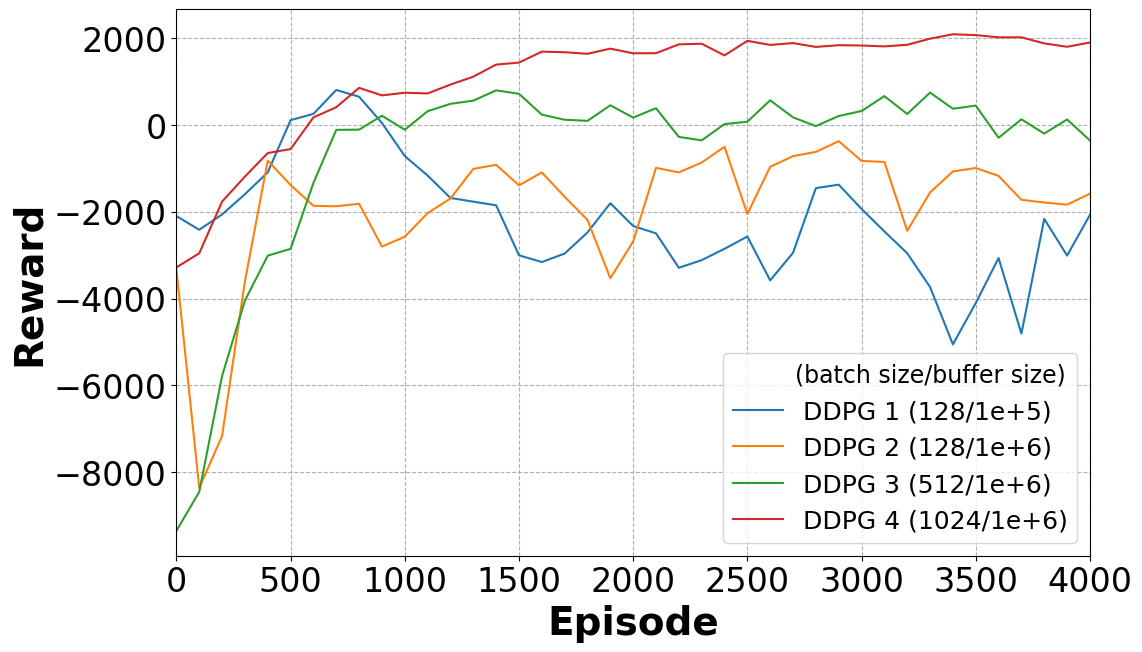 2000
0
−2000
−4000
−6000
−8000
Reward
(batch size/buffer size)
DDPG 1 (128/1e+5)
DDPG 2 (128/1e+6)
DDPG 3 (512/1e+6)
DDPG 4 (1024/1e+6)
0 500 1000 1500 2000 2500 3000 3500 4000
Episode